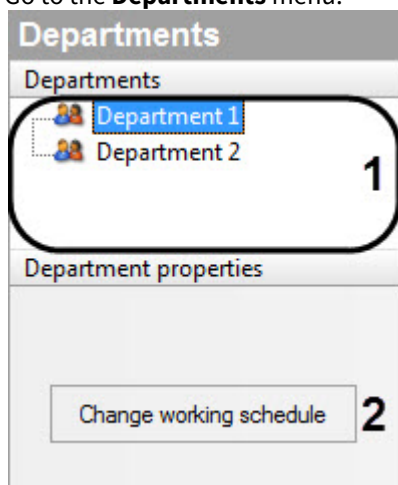 Go to the Departments menu.
Departments
Departments
Department 1
Department 2
1
Department properties
Change working schedule
2